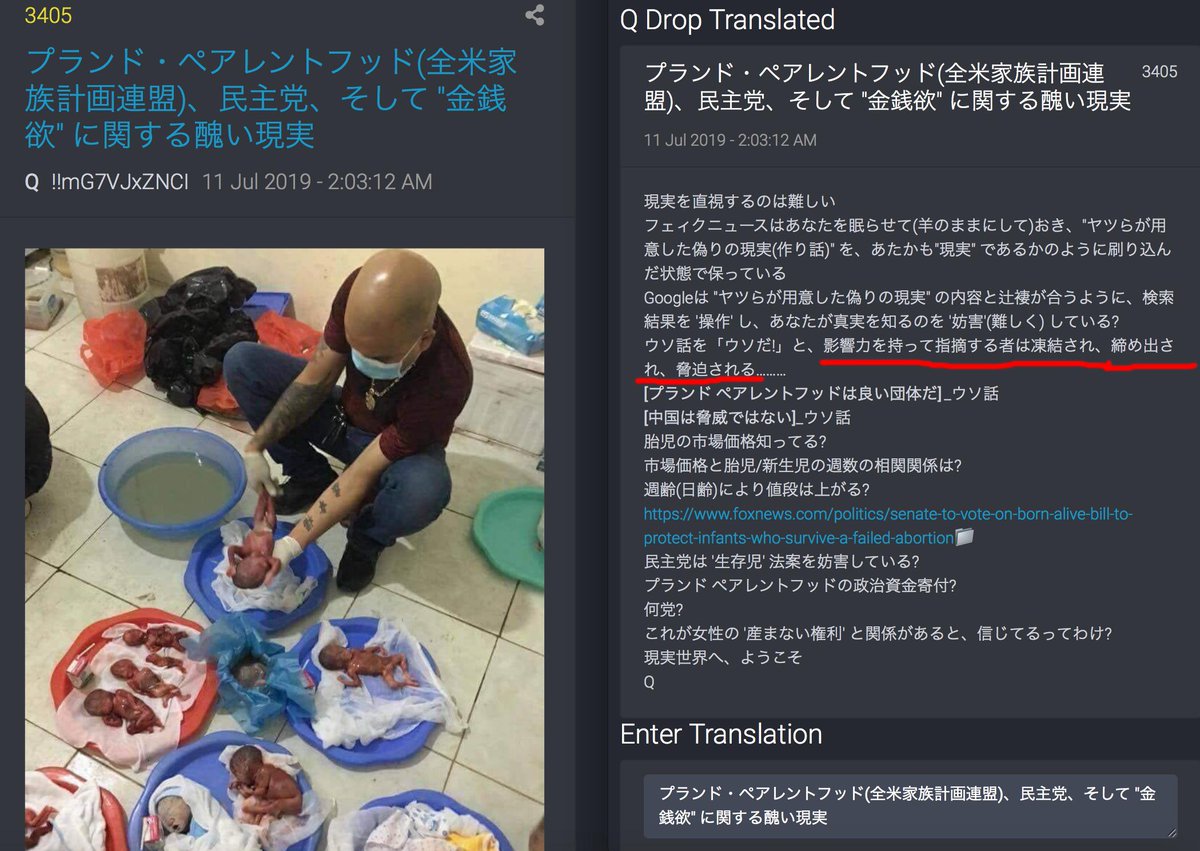 3405
プランド・ペアレントフッド(全米家
族計画連盟)、民主党、そして "金銭
欲" に関する醜い現実
Q !!mG7VJxZNCI 11 Jul 2019 - 2:03:12 AM
Q Drop Translated
プランド・ペアレントフッド(全米家族計画連
盟)、民主党、そして "金銭欲" に関する醜い現実
3405
11 Jul 2019 - 2:03:12 AM
現実を直視するのは難しい
フェィクニュースはあなたを眠らせて(羊のままにして)おき、"ヤツらが用
意した偽りの現実(作り話)" を、あたかも"現実" であるかのように刷り込ん
だ状態で保っている
Googleは "ヤツらが用意した偽りの現実" の内容と辻褄が合うように、検索
結果を '操作' し、あなたが真実を知るのを '妨害'(難しく) している?
ウソ話を「ウソだ!」と、影響力を持って指摘する者は凍結され、締め出さ
れ、脅迫される………
[プランド ペアレントフッドは良い団体だ]_ウソ話
[中国は脅威ではない]_ウソ話
胎児の市場価格知ってる?
市場価格と胎児/新生児の週数の相関関係は?
週齢(日齢)により値段は上がる?
https://www.foxnews.com/politics/senate-to-vote-on-born-alive-bill-to-
protect-infants-who-survive-a-failed-abortion
民主党は '生存児' 法案を妨害している?
プランド ペアレントフッドの政治資金寄付?
何党?
これが女性の '産まない権利' と関係があると、信じてるってわけ?
現実世界へ、ようこそ
Q
Enter Translation
プランド・ペアレントフッド(全米家族計画連盟)、民主党、そして "金
銭欲" に関する醜い現実